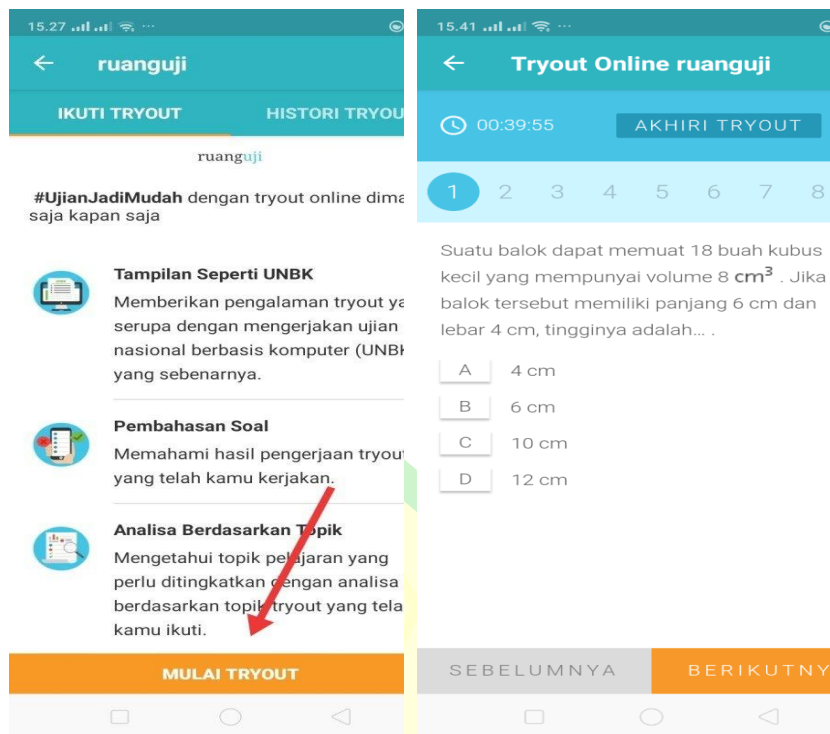 15.27
ruanguji
IKUTI TRYOUT
HISTORI TRYOU
ruanguji
#UjianJadiMudah dengan tryout online dima
saja kapan saja
Tampilan Seperti UNBK
Memberikan pengalaman tryout ya
serupa dengan mengerjakan ujian
nasional berbasis komputer (UNBK
yang sebenarnya.
Pembahasan Soal
Memahami hasil pengerjaan tryout
yang telah kamu kerjakan.
Analisa Berdasarkan Topik
Mengetahui topik pelajaran yang
perlu ditingkatkan dengan analisa
berdasarkan topik tryout yang tela
kamu ikuti.
MULAI TRYOUT
15.41
Tryout Online ruanguji
00:39:55
AKHIRI TRYOUT
1 2 3 4 5 6 7 8
Suatu balok dapat memuat 18 buah kubus
kecil yang mempunyai volume 8 cm³ . Jika
balok tersebut memiliki panjang 6 cm dan
lebar 4 cm, tingginya adalah... .
A 4 cm
B 6 cm
C 10 cm
D 12 cm
SEBELUMNYA
BERIKUTNY